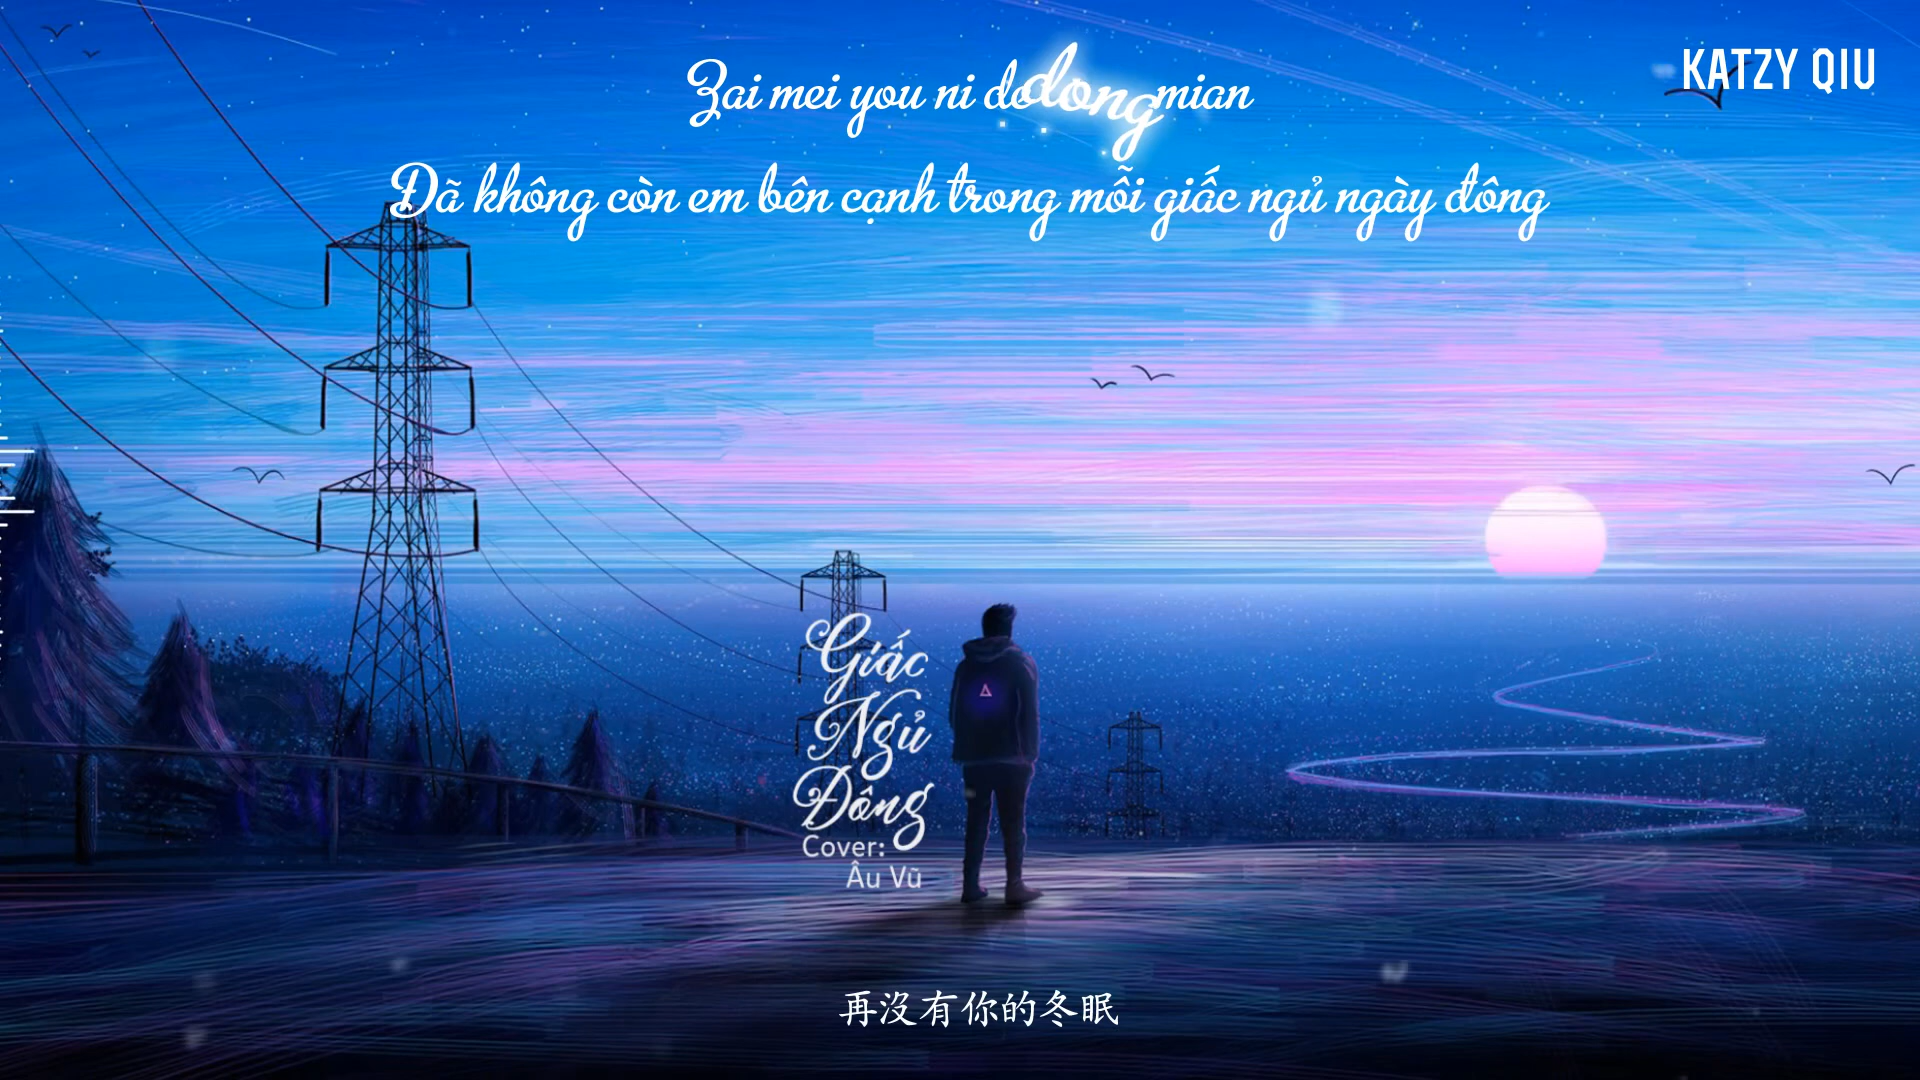 KATZY QIU
Zai mei you ni de dong mian
Đã không còn em bên cạnh trong mỗi giấc ngủ ngày đông
Giấc
Ngủ
Đông
Cover:
Âu Vũ
再沒有你的冬眠